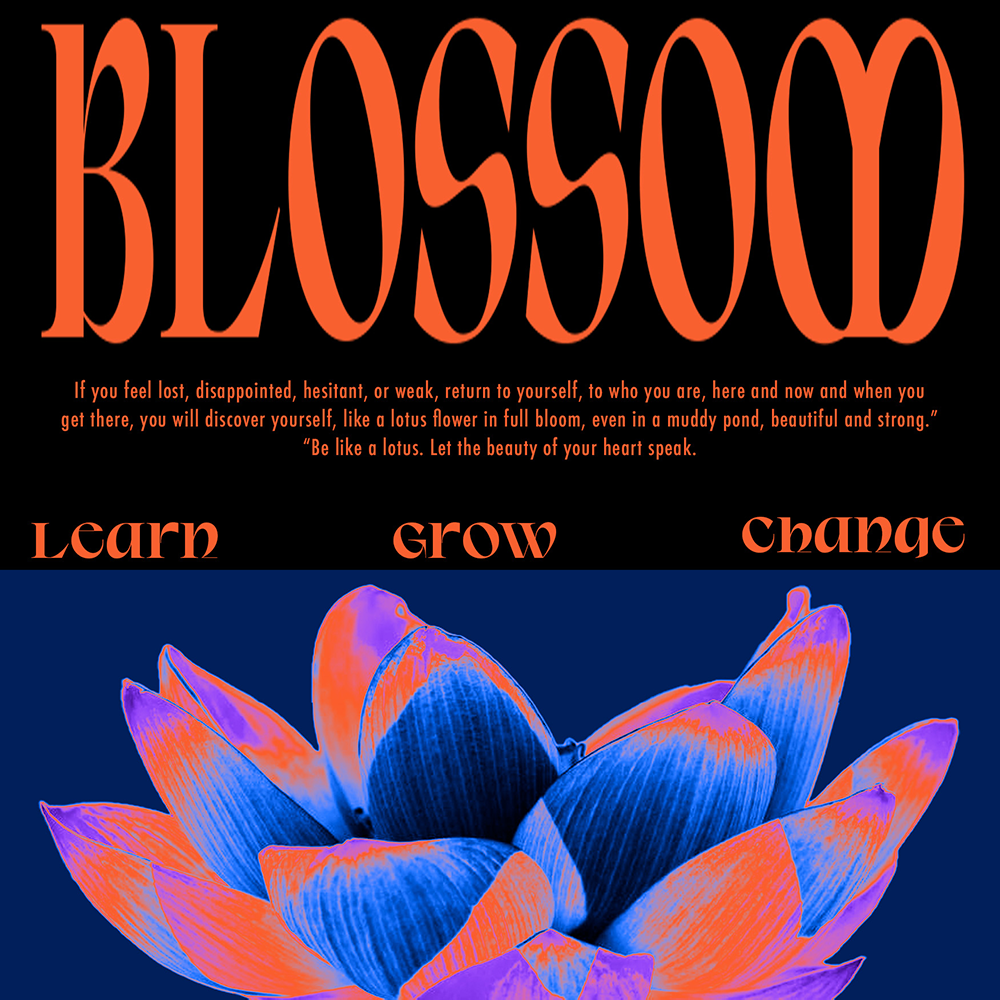 BLOSSOM
If you feel lost, disappointed, hesitant, or weak, return to yourself, to who you are, here and now and when you
get there, you will discover yourself, like a lotus flower in full bloom, even in a muddy pond, beautiful and strong.”
“Be like a lotus. Let the beauty of your heart speak.
Learn Grow Change